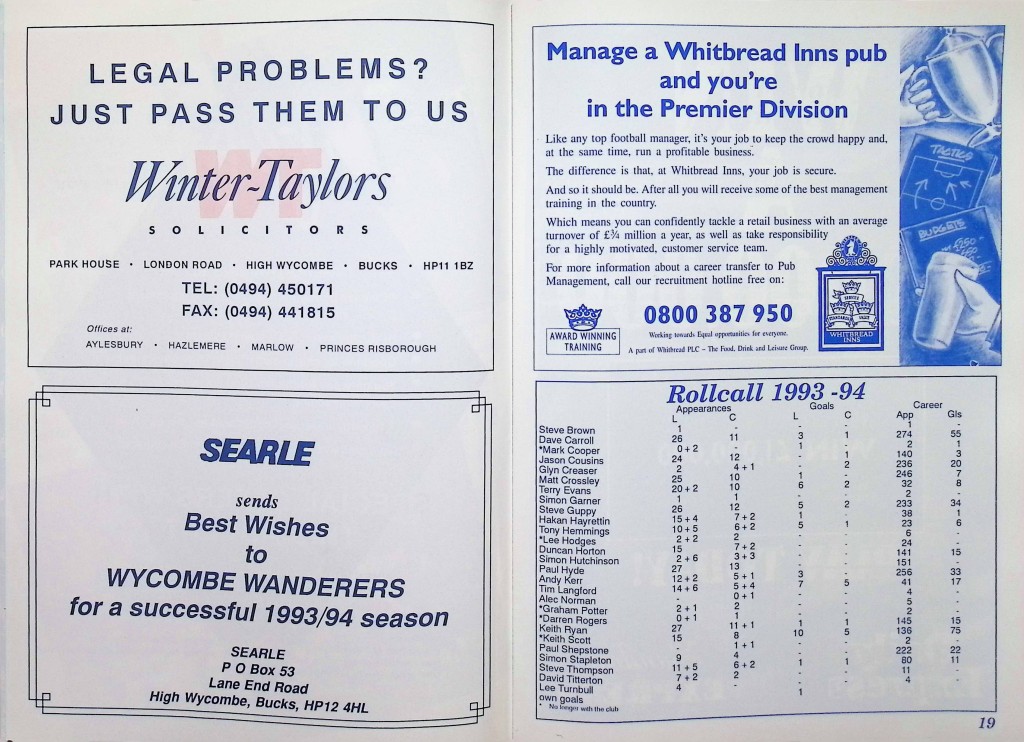 LEGAL PROBLEMS?
JUST PASS THEM TO US
WT
Winter-Taylors
SOLICITORS
PARK HOUSE • LONDON ROAD • HIGH WYCOMBE • BUCKS • HP11 1BZ
TEL: (0494) 450171
FAX: (0494) 441815
Offices at:
AYLESBURY • HAZLEMERE • MARLOW • PRINCES RISBOROUGH
SEARLE
sends
Best Wishes
to
WYCOMBE WANDERERS
for a successful 1993/94 season
SEARLE
P O Box 53
Lane End Road
High Wycombe, Bucks, HP12 4HL
Manage a Whitbread Inns pub
and you're
in the Premier Division
Like any top football manager, it's your job to keep the crowd happy and,
at the same time, run a profitable business.
The difference is that, at Whitbread Inns, your job is secure.
And so it should be. After all you will receive some of the best management
training in the country.
Which means you can confidently tackle a retail business with an average
turnover of £¾ million a year, as well as take responsibility
for a highly motivated, customer service team.
For more information about a career transfer to Pub
Management, call our recruitment hotline free on:
0800 387 950
Working towards Equal opportunities for everyone.
A part of Whitbread PLC – The Food, Drink and Leisure Group.
AWARD WINNING
TRAINING
1
SERVICE
STANDARDS
VALUE
WHITBREAD
INNS
TACTICS
BUDGETS
Rollcall 1993 -94
Appearances Goals Career
L C L C App Gls
Steve Brown 1 - - - 1 -
Dave Carroll 26 11 3 1 274 55
*Mark Cooper 0+2 - 1 - 2 1
Jason Cousins 24 12 - - 140 3
Glyn Creaser 2 4+1 - 2 236 20
Matt Crossley 25 10 1 - 246 7
Terry Evans 20+2 10 6 2 32 8
Simon Garner 1 1 - - 2 -
Steve Guppy 26 12 5 2 233 34
Hakan Hayrettin 15+4 7+2 1 - 38 1
Tony Hemmings 10+5 6+2 5 1 23 6
*Lee Hodges 2+2 2 - - 6 -
Duncan Horton 15 7+2 - - 24 -
Simon Hutchinson 2+6 3+3 - - 141 15
Paul Hyde 27 13 - - 151 -
Andy Kerr 12+2 5+1 3 - 256 33
Tim Langford 14+6 5+4 7 5 41 17
Alec Norman - 0+1 - - 4 -
*Graham Potter 2+1 2 - - 5 -
*Darren Rogers 0+1 1 - - 2 -
Keith Ryan 27 11+1 1 1 145 15
*Keith Scott 15 8 10 5 136 75
Paul Shepstone - 1+1 - - 2 -
Simon Stapleton 9 4 - - 222 22
Steve Thompson 11+5 6+2 1 1 80 11
David Titterton 7+2 2 - - 11 -
Lee Turnbull 4 - - - 4 -
own goals 1
* No longer with the club
19